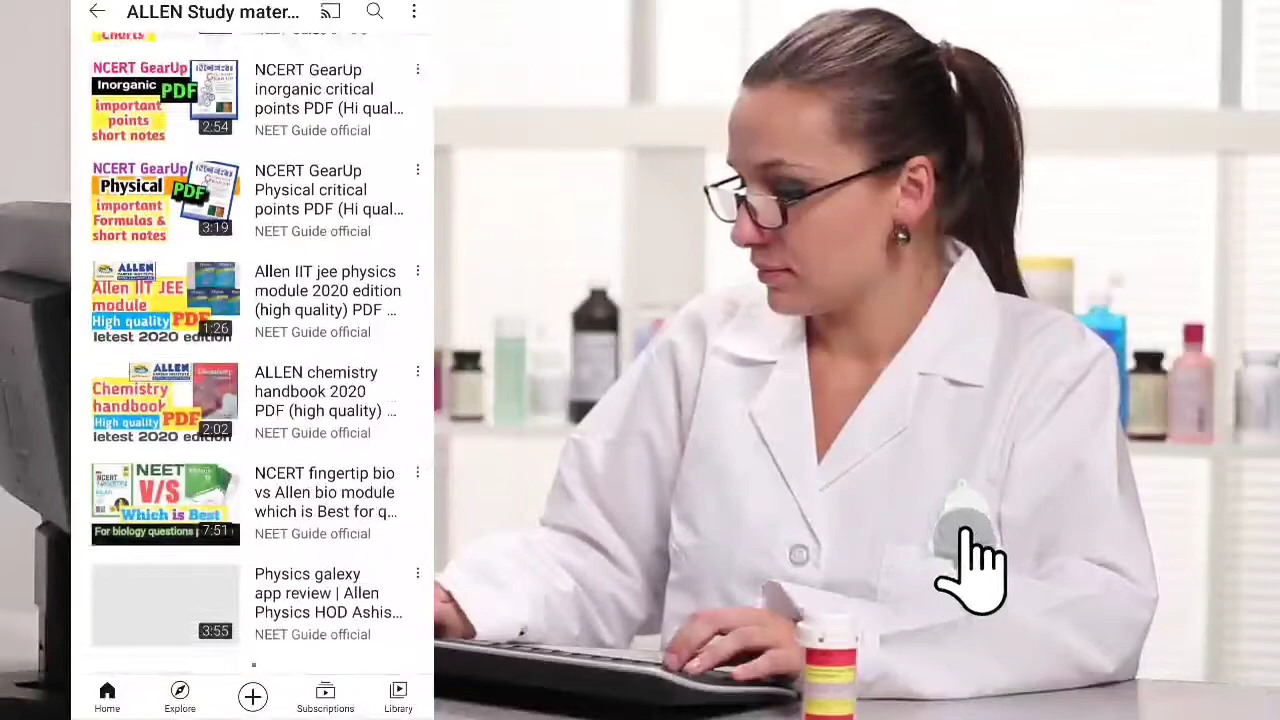 ALLEN Study mater...
Charts
NCERT GearUp
Inorganic PDF
important
points
short notes
2:54
NCERT GearUp
inorganic critical
points PDF (Hi qual...
NEET Guide official
NCERT GearUp
Physical PDF
important
Formulas &
short notes
3:19
NCERT GearUp
Physical critical
points PDF (Hi qual...
NEET Guide official
ALLEN
Allen IIT JEE
module
High quality PDF
letest 2020 edition
1:26
Allen IIT jee physics
module 2020 edition
(high quality) PDF ...
NEET Guide official
ALLEN
Chemistry
handbook
High quality PDF
letest 2020 edition
2:02
ALLEN chemistry
handbook 2020
PDF (high quality) ...
NEET Guide official
NEET
V/S
Which is Best
For biology questions
7:51
NCERT fingertip bio
vs Allen bio module
which is Best for q...
NEET Guide official
3:55
Physics galexy
app review | Allen
Physics HOD Ashis...
NEET Guide official
Home
Explore
Subscriptions
Library